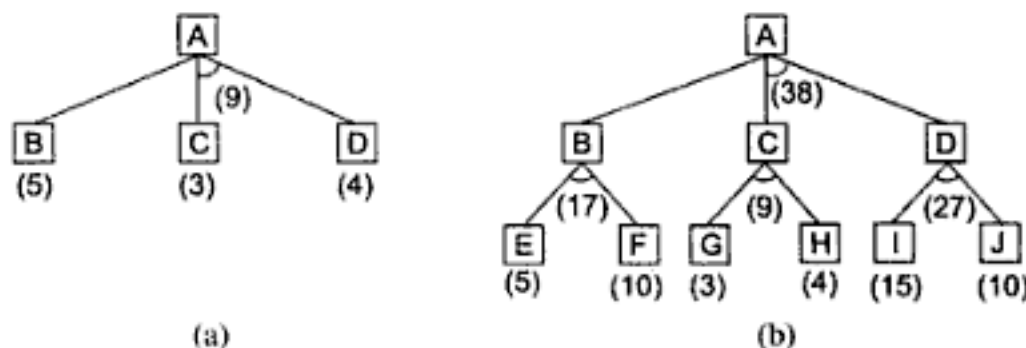 A A
(9) (38)
B C D B C D
(5) (3) (4) (17) (9) (27)
E F G H I J
(5) (10) (3) (4) (15) (10)
(a) (b)